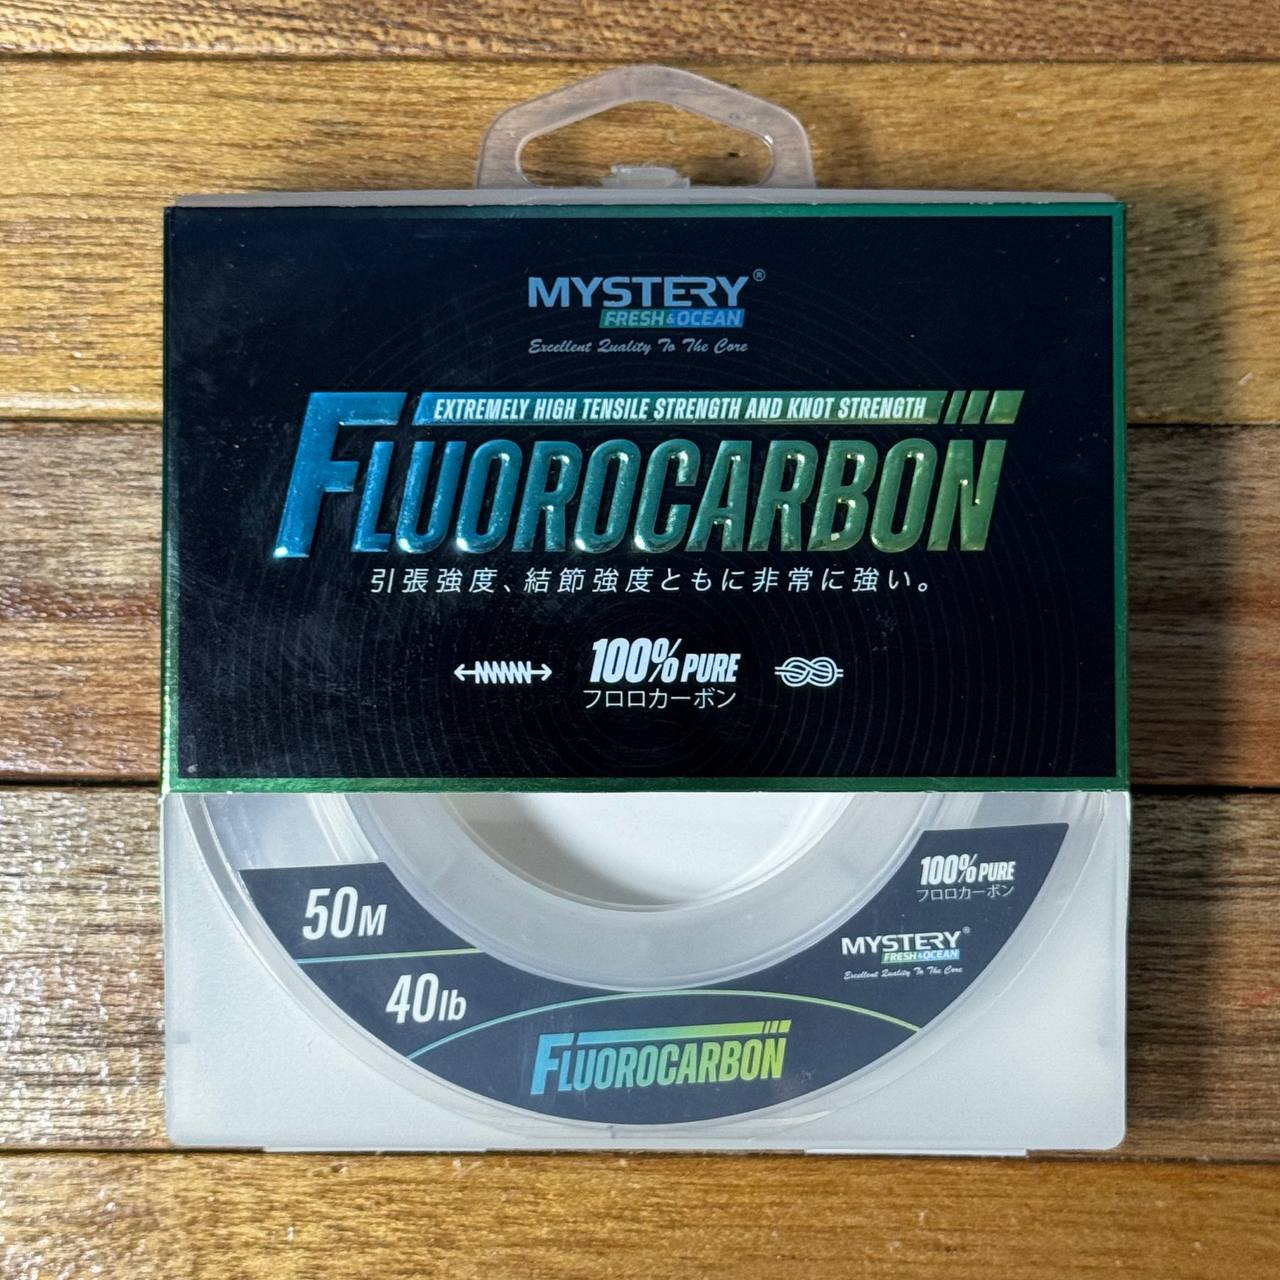 MYSTERY®
FRESH & OCEAN
Excellent Quality To The Core
EXTREMELY HIGH TENSILE STRENGTH AND KNOT STRENGTH
FLUOROCARBON
引張強度、結節強度ともに非常に強い。
100% PURE
フロロカーボン
50M
40lb
100% PURE
フロロカーボン
MYSTERY®
FRESH & OCEAN
Excellent Quality To The Core
FLUOROCARBON